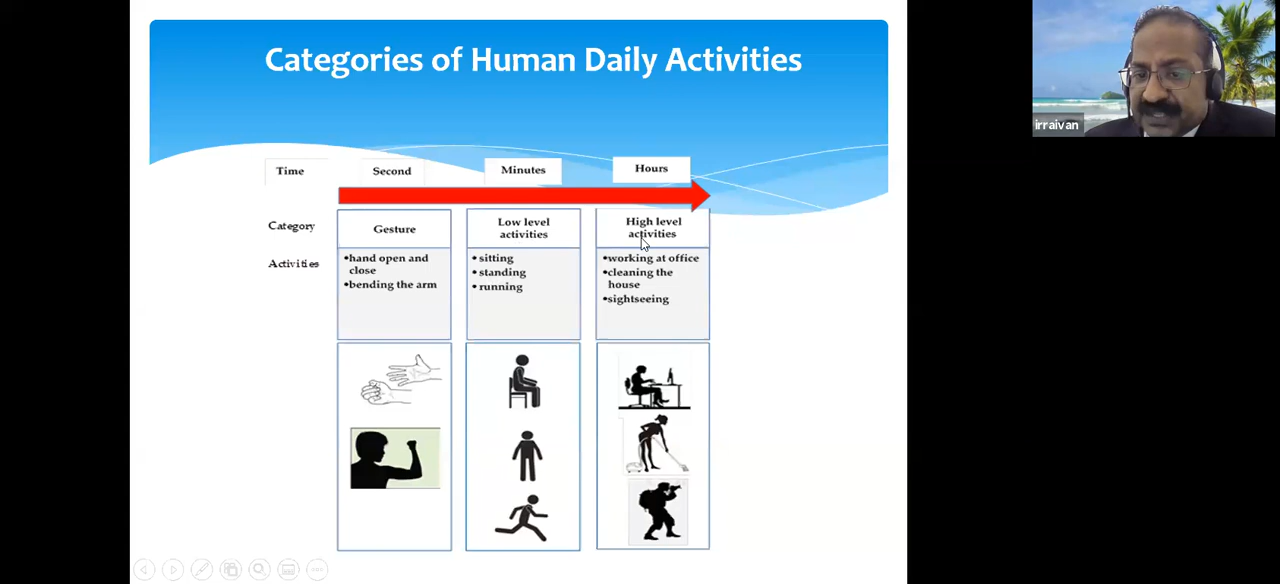 Categories of Human Daily Activities
irraivan
Time
Second
Minutes
Hours
Category
Gesture
Low level
activities
High level
activities
Activities
•hand open and
close
•bending the arm
•sitting
•standing
•running
•working at office
•cleaning the
house
•sightseeing